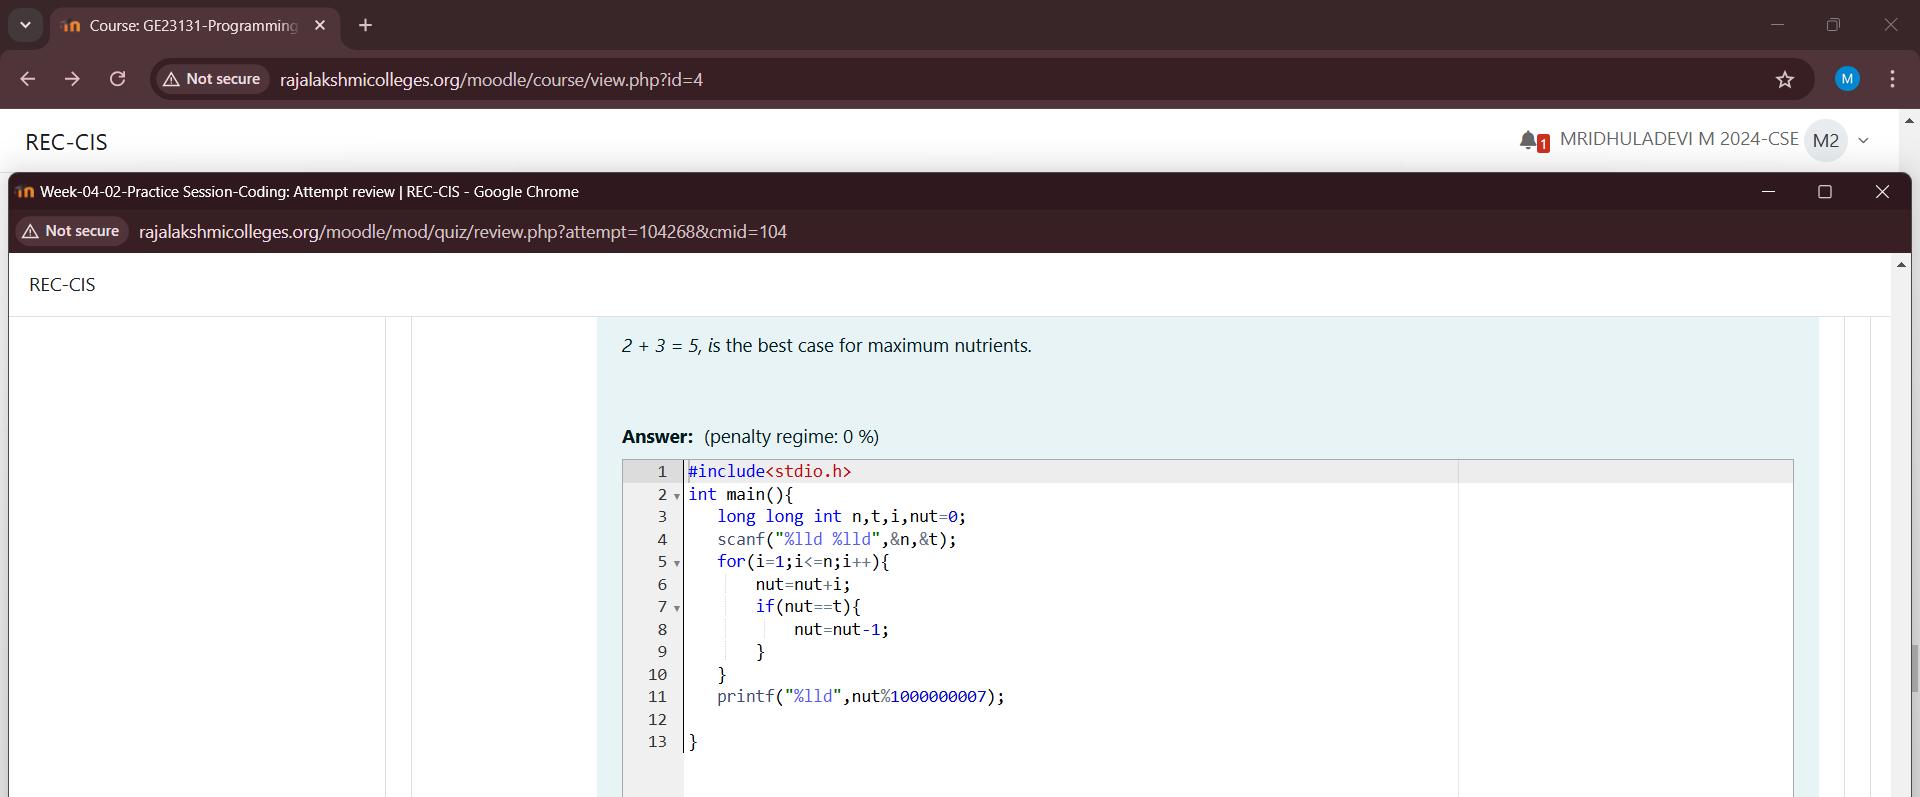 Course: GE23131-Programming
Not secure rajalakshmicolleges.org/moodle/course/view.php?id=4 M
REC-CIS 1 MRIDHULADEVI M 2024-CSE M2
Week-04-02-Practice Session-Coding: Attempt review | REC-CIS - Google Chrome
Not secure rajalakshmicolleges.org/moodle/mod/quiz/review.php?attempt=104268&cmid=104
REC-CIS
2 + 3 = 5, is the best case for maximum nutrients.
Answer: (penalty regime: 0 %)
1 #include<stdio.h>
2 int main(){
3 long long int n,t,i,nut=0;
4 scanf("%lld %lld",&n,&t);
5 for(i=1;i<=n;i++){
6 nut=nut+i;
7 if(nut==t){
8 nut=nut-1;
9 }
10 }
11 printf("%lld",nut%1000000007);
12
13 }